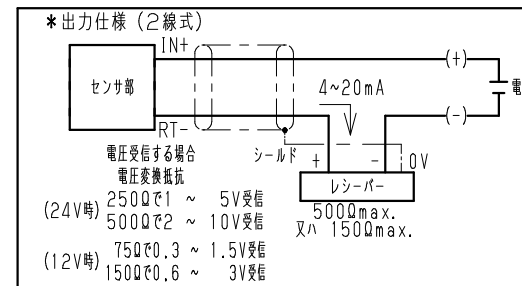 *出力仕様(2線式)
IN+
(+)
センサ部
4~20mA
電
RT-
(-)
電圧受信する場合
シールド
+
-
0V
電圧変換抵抗
レシーバー
(24V時)
250Ωで1 ~ 5V受信
500Ωで2 ~ 10V受信
500Ωmax.
又ハ 150Ωmax.
(12V時)
75Ωで0.3 ~ 1.5V受信
150Ωで0.6 ~ 3V受信